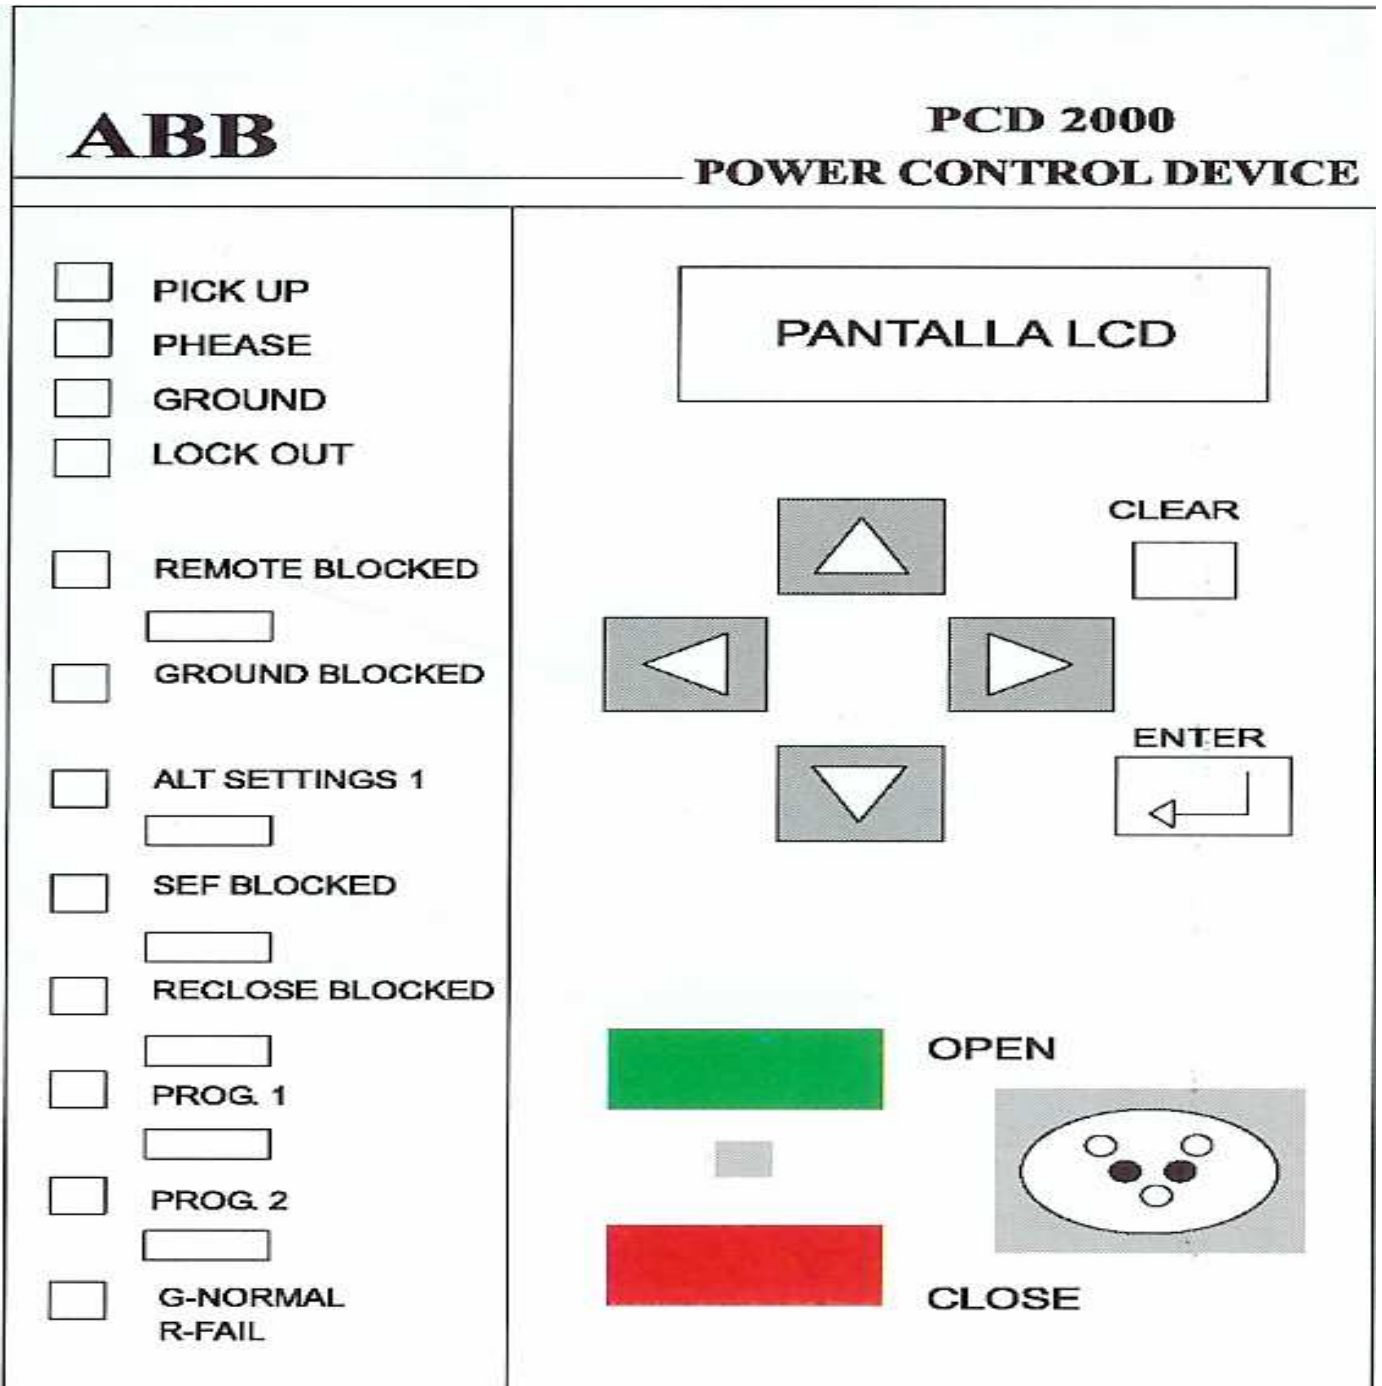 ABB
PCD 2000
POWER CONTROL DEVICE
PICK UP
PHEASE
GROUND
LOCK OUT
REMOTE BLOCKED
GROUND BLOCKED
ALT SETTINGS 1
SEF BLOCKED
RECLOSE BLOCKED
PROG. 1
PROG. 2
G-NORMAL
R-FAIL
PANTALLA LCD
CLEAR
ENTER
OPEN
CLOSE